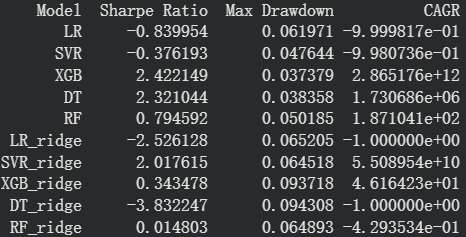 Model Sharpe Ratio Max Drawdown CAGR
LR -0.839954 0.061971 -9.999817e-01
SVR -0.376193 0.047644 -9.980736e-01
XGB 2.422149 0.037379 2.865176e+12
DT 2.321044 0.038358 1.730686e+06
RF 0.794592 0.050185 1.871041e+02
LR_ridge -2.526128 0.065205 -1.000000e+00
SVR_ridge 2.017615 0.064518 5.508954e+10
XGB_ridge 0.343478 0.093718 4.616423e+01
DT_ridge -3.832247 0.094308 -1.000000e+00
RF_ridge 0.014803 0.064893 -4.293534e-01